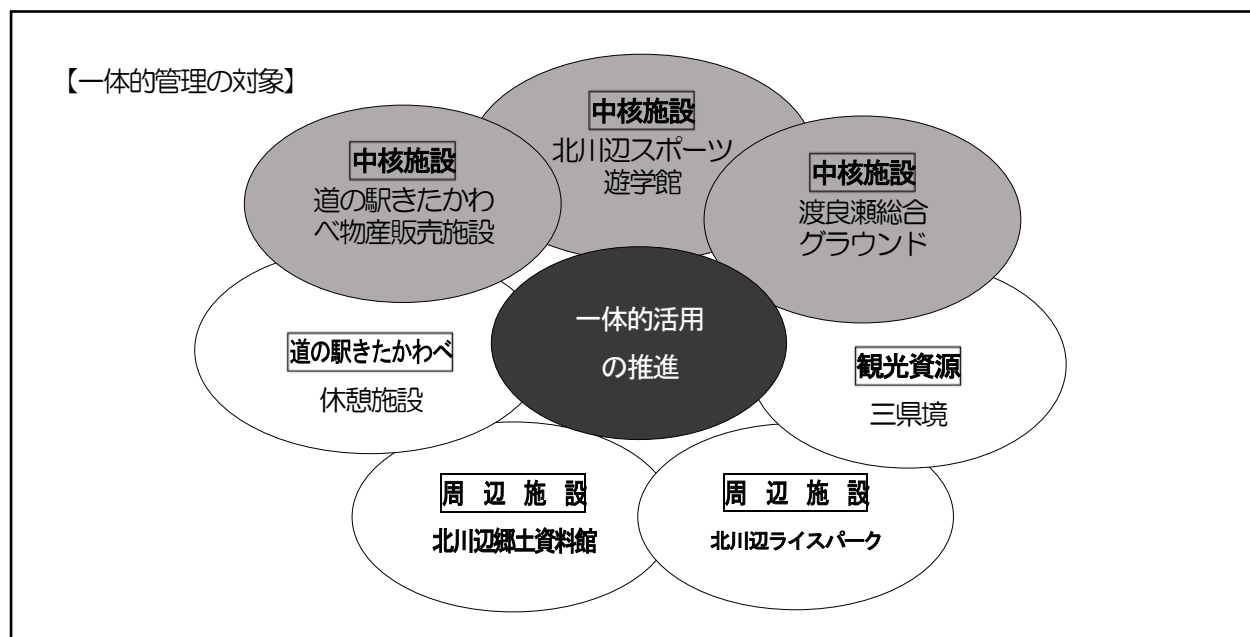 【一体的管理の対象】
中核施設
北川辺スポーツ
遊学館
中核施設
道の駅きたかわ
べ物産販売施設
中核施設
渡良瀬総合
グラウンド
一体的活用
の推進
道の駅きたかわべ
休憩施設
観光資源
三県境
周辺施設
北川辺郷土資料館
周辺施設
北川辺ライスパーク